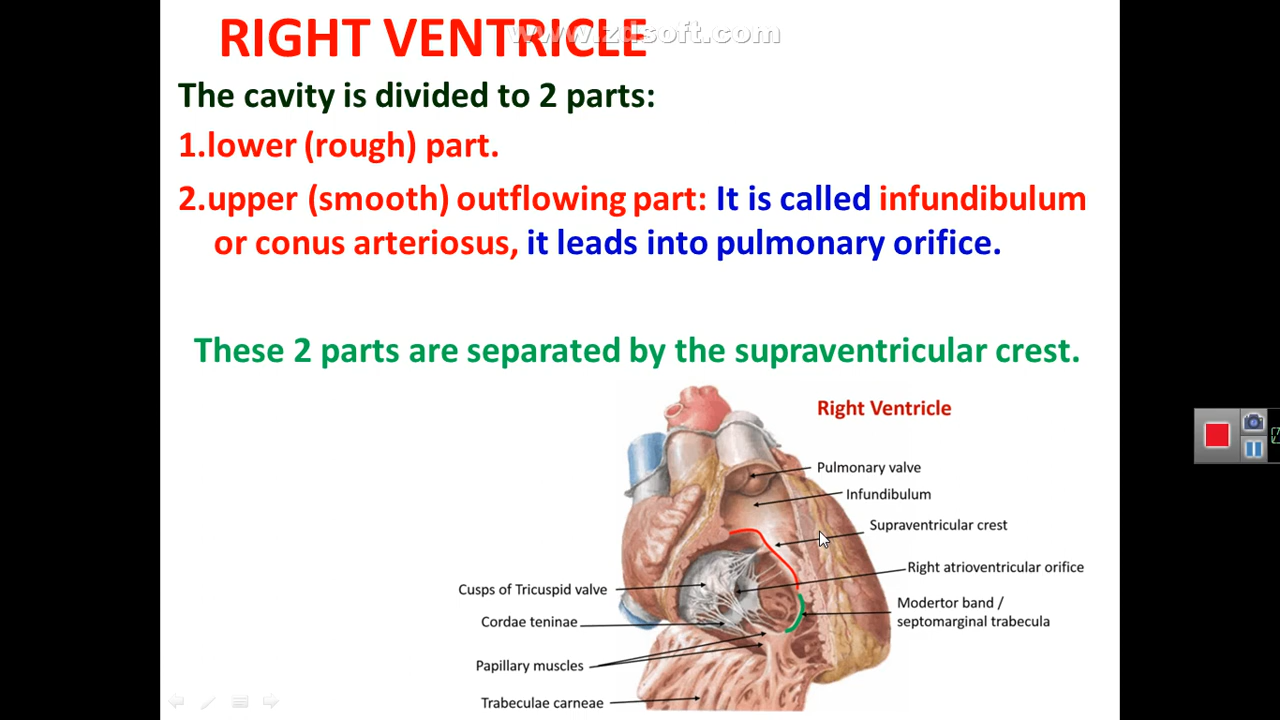 RIGHT VENTRICLE
www.zdsoft.com
The cavity is divided to 2 parts:
1.lower (rough) part.
2.upper (smooth) outflowing part: It is called infundibulum
or conus arteriosus, it leads into pulmonary orifice.
These 2 parts are separated by the supraventricular crest.
Right Ventricle
Pulmonary valve
Infundibulum
Supraventricular crest
Right atrioventricular orifice
Cusps of Tricuspid valve
Modertor band /
septomarginal trabecula
Cordae teninae
Papillary muscles
Trabeculae carneae